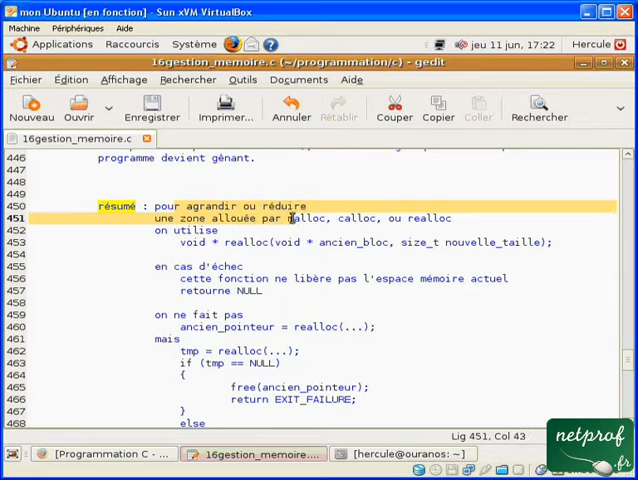 mon Ubuntu [en fonction] - Sun xVM VirtualBox
Machine Périphériques Aide
Applications Raccourcis Système jeu 11 jun, 17:22 Hercule
16gestion_memoire.c (~/programmation/c) - gedit
Fichier Édition Affichage Rechercher Outils Documents Aide
Nouveau Ouvrir Enregistrer Imprimer... Annuler Rétablir Couper Copier Coller Rechercher
16gestion_memoire.c
446 programme devient gênant.
447
448
449
450 résumé : pour agrandir ou réduire
451 une zone allouée par malloc, calloc, ou realloc
452 on utilise
453 void * realloc(void * ancien_bloc, size_t nouvelle_taille);
454
455 en cas d'échec
456 cette fonction ne libère pas l'espace mémoire actuel
457 retourne NULL
458
459 on ne fait pas
460 ancien_pointeur = realloc(...);
461 mais
462 tmp = realloc(...);
463 if (tmp == NULL)
464 {
465 free(ancien_pointeur);
466 return EXIT_FAILURE;
467 }
468 else
Lig 451, Col 43
[Programmation C - ... 16gestion_memoire.... [hercule@ouranos: ~]
netprof
.fr